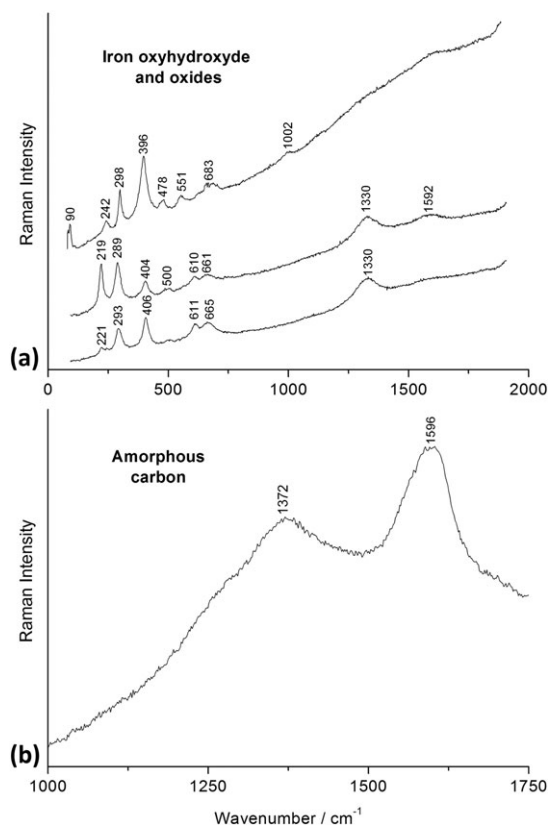 Iron oxyhydroxyde
and oxides
Raman Intensity
90
242
298
396
478
551
683
1002
219
289
404
500
610
661
1330
1592
221
293
406
611
665
1330
(a)
0 500 1000 1500 2000
Amorphous
carbon
Raman Intensity
1372
1596
(b)
1000 1250 1500 1750
Wavenumber / cm⁻¹